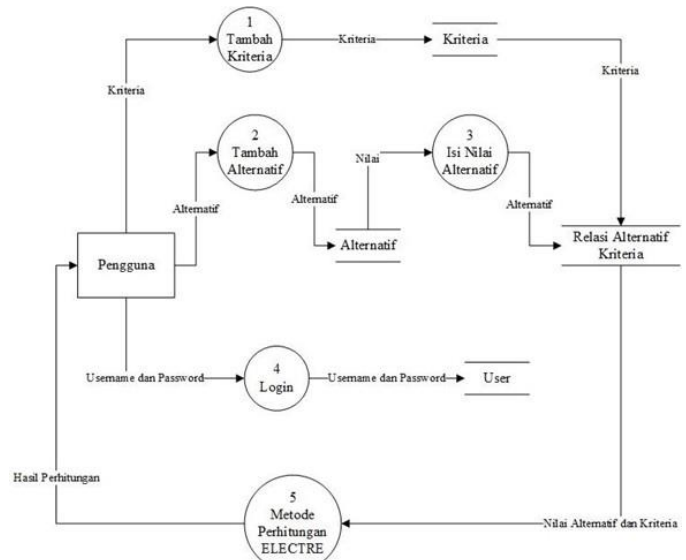 1
Tambah
Kriteria
Kriteria
Kriteria
Kriteria
Kriteria
2
Tambah
Alternatif
Alternatif
Alternatif
Alternatif
Nilai
3
Isi Nilai
Alternatif
Alternatif
Relasi Alternatif
Kriteria
Pengguna
Username dan Password
4
Login
Username dan Password
User
Hasil Perhitungan
5
Metode
Perhitungan
ELECTRE
Nilai Alternatif dan Kriteria